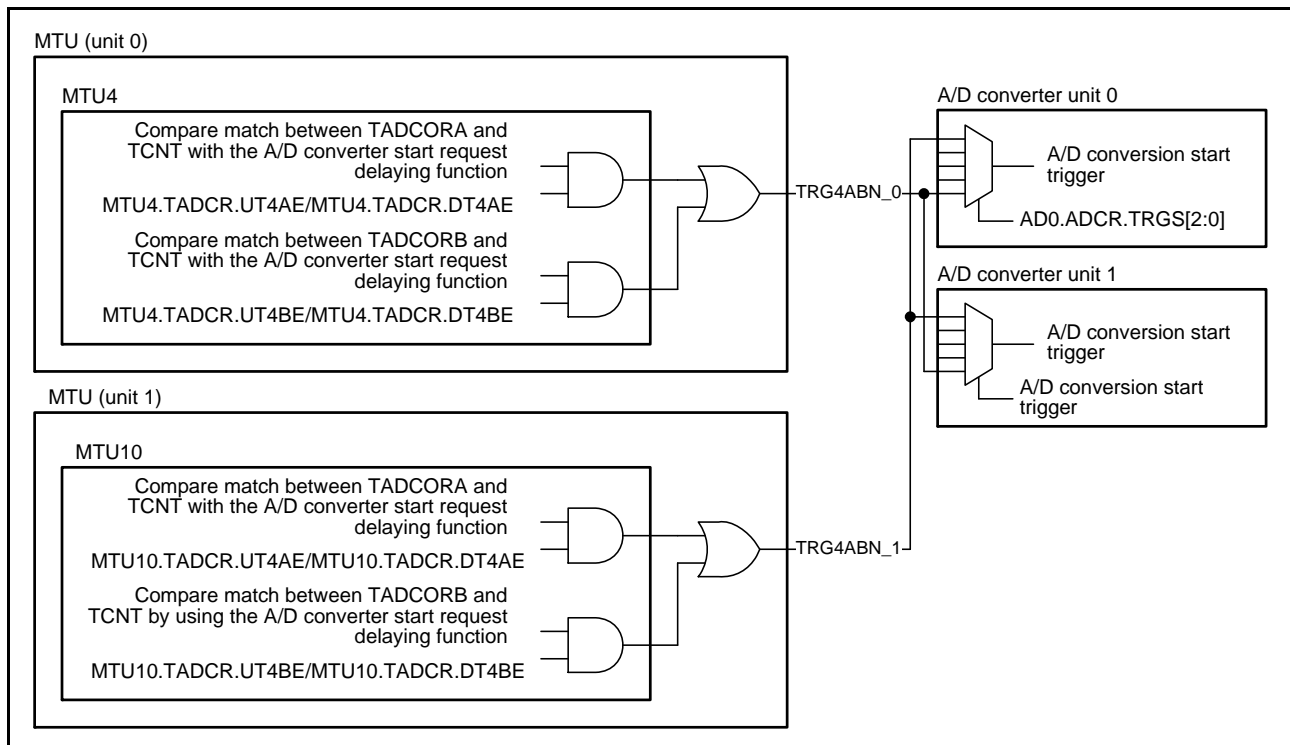 MTU (unit 0)
MTU4
Compare match between TADCORA and
TCNT with the A/D converter start request
delaying function
MTU4.TADCR.UT4AE/MTU4.TADCR.DT4AE
Compare match between TADCORB and
TCNT with the A/D converter start request
delaying function
MTU4.TADCR.UT4BE/MTU4.TADCR.DT4BE
TRG4ABN_0
A/D converter unit 0
A/D conversion start
trigger
AD0.ADCR.TRGS[2:0]
A/D converter unit 1
A/D conversion start
trigger
A/D conversion start
trigger
MTU (unit 1)
MTU10
Compare match between TADCORA and
TCNT with the A/D converter start request
delaying function
MTU10.TADCR.UT4AE/MTU10.TADCR.DT4AE
Compare match between TADCORB and
TCNT by using the A/D converter start request
delaying function
MTU10.TADCR.UT4BE/MTU10.TADCR.DT4BE
TRG4ABN_1